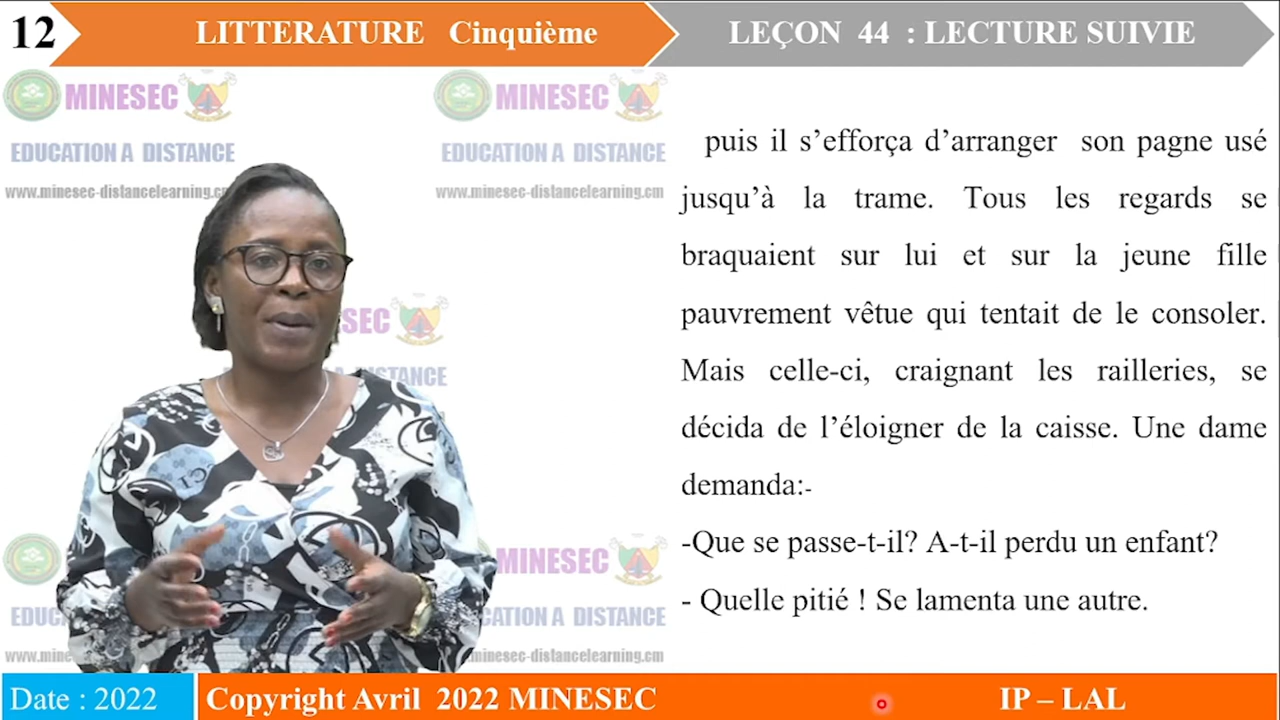 12
LITTERATURE Cinquième
LEÇON 44 : LECTURE SUIVIE
MINESEC
MINESEC
EDUCATION A DISTANCE
EDUCATION A DISTANCE
www.minesec-distancelearning.cm
www.minesec-distancelearning.cm
puis il s’efforça d’arranger son pagne usé
jusqu’à la trame. Tous les regards se
braquaient sur lui et sur la jeune fille
pauvrement vêtue qui tentait de le consoler.
Mais celle-ci, craignant les railleries, se
décida de l’éloigner de la caisse. Une dame
demanda:-
-Que se passe-t-il? A-t-il perdu un enfant?
- Quelle pitié ! Se lamenta une autre.
MINESEC
Date : 2022
Copyright Avril 2022 MINESEC
IP – LAL